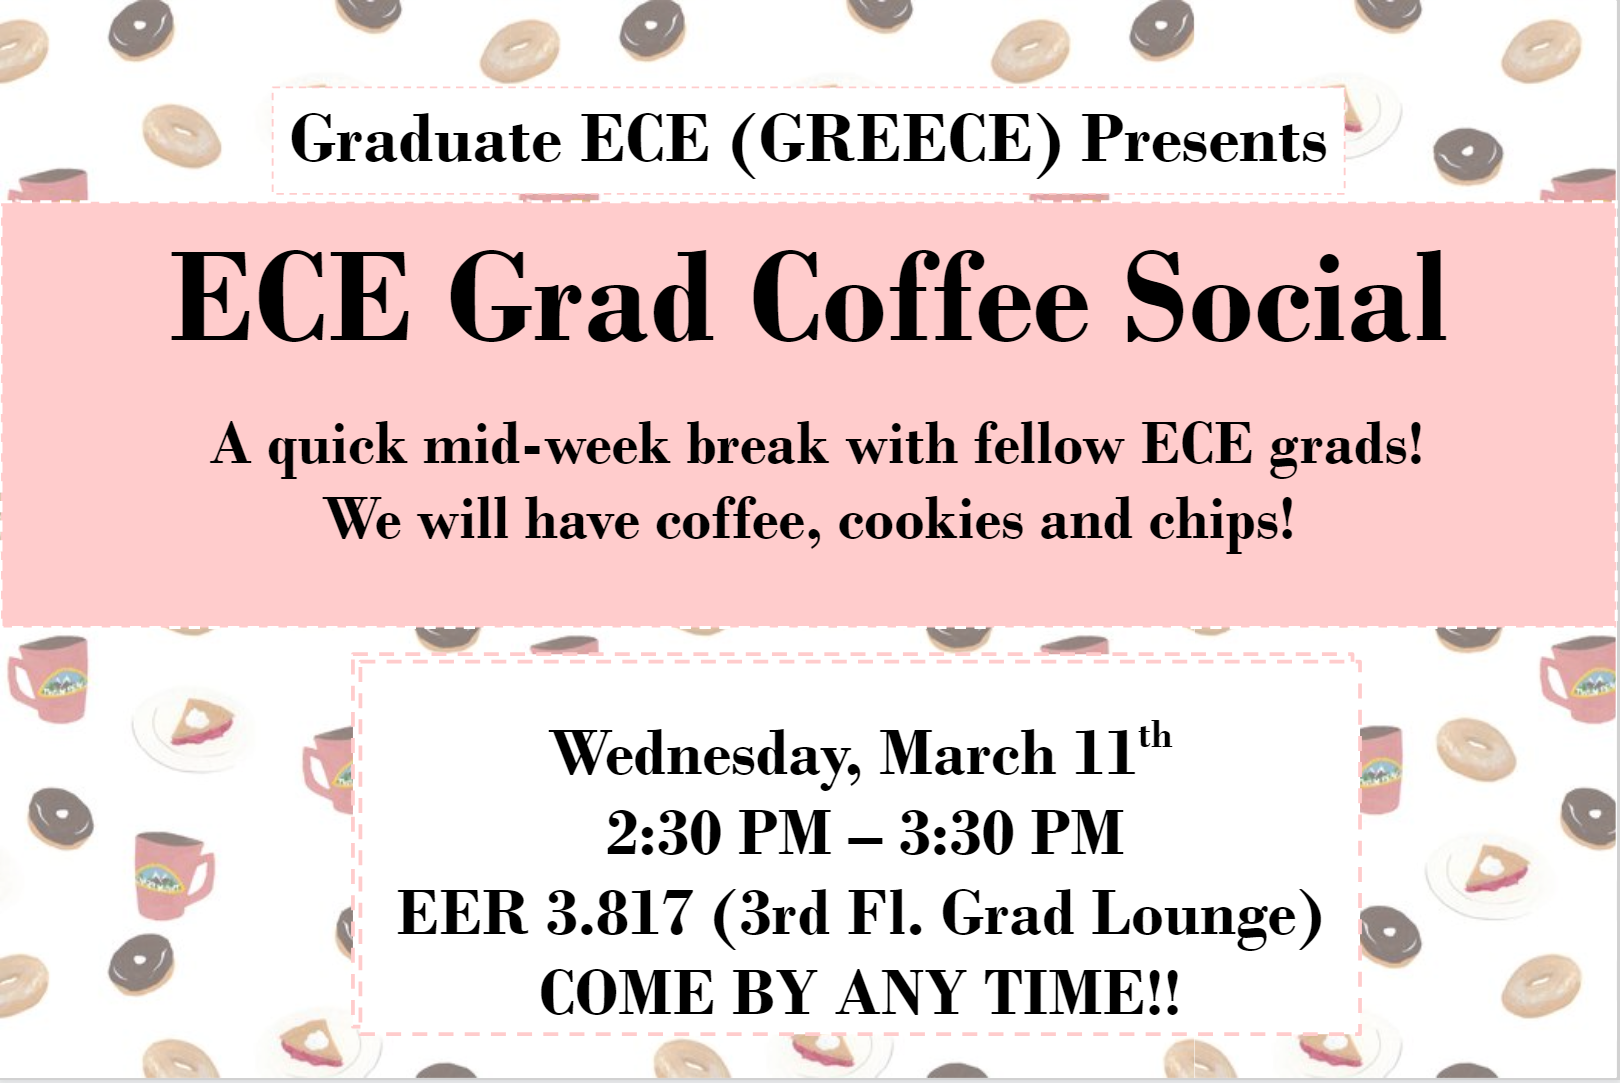 Graduate ECE (GREECE) Presents
ECE Grad Coffee Social
A quick mid-week break with fellow ECE grads!
We will have coffee, cookies and chips!
Wednesday, March 11th
2:30 PM – 3:30 PM
EER 3.817 (3rd Fl. Grad Lounge)
COME BY ANY TIME!!